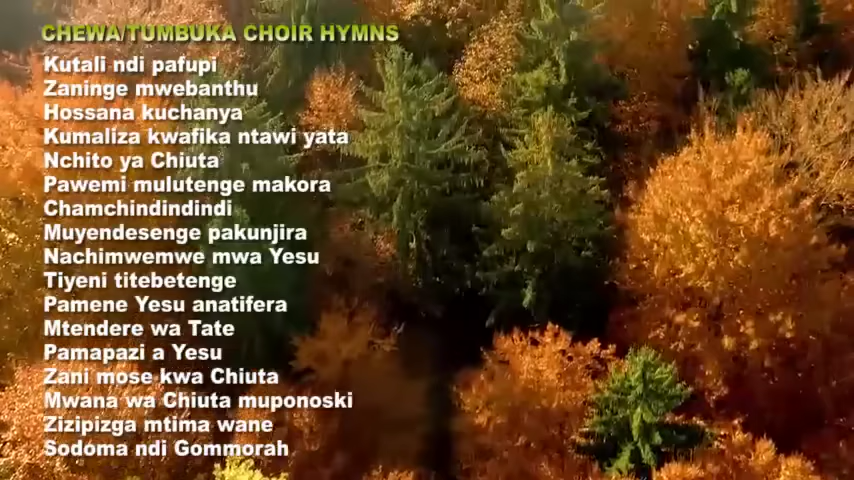 CHEWA/TUMBUKA CHOIR HYMNS
Kutali ndi pafupi
Zaninge mwebanthu
Hossana kuchanya
Kumaliza kwafika ntawi yata
Nchito ya Chiuta
Pawemi mulutenge makora
Chamchindindindi
Muyendesenge pakunjira
Nachimwemwe mwa Yesu
Tiyeni titebetenge
Pamene Yesu anatifera
Mtendere wa Tate
Pamapazi a Yesu
Zani mose kwa Chiuta
Mwana wa Chiuta muponoski
Zizipizga mtima wane
Sodoma ndi Gommorah